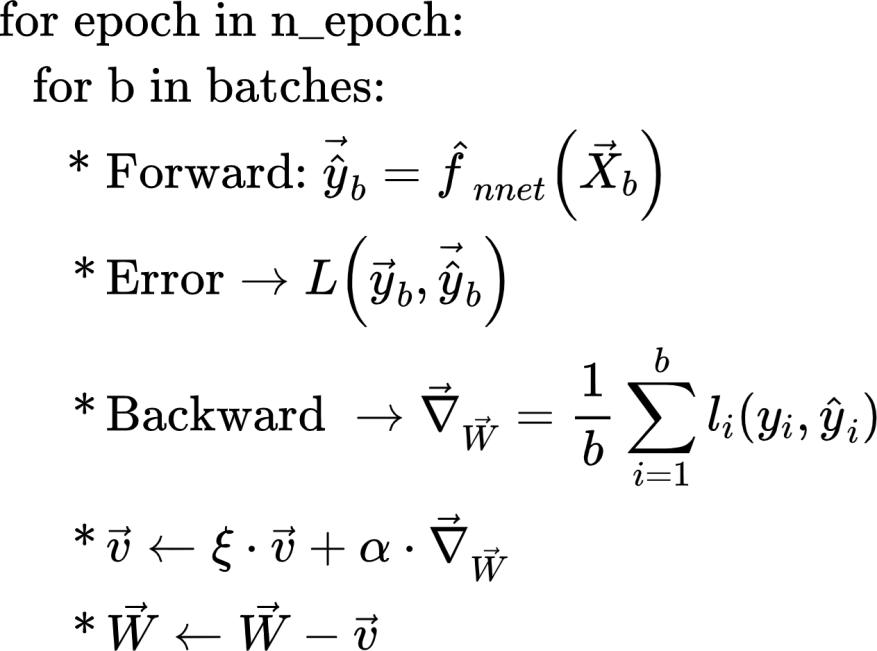 for epoch in n_epoch:
for b in batches:
* Forward: $\vec{\hat{y}}_b = \hat{f}_{nnet}\left(\vec{X}_b\right)$
* Error $\rightarrow L\left(\vec{y}_b, \vec{\hat{y}}_b\right)$
* Backward $\rightarrow \vec{\nabla}_{\vec{W}} = \frac{1}{b} \sum_{i=1}^{b} l_i(y_i, \hat{y}_i)$
* $\vec{v} \leftarrow \xi \cdot \vec{v} + \alpha \cdot \vec{\nabla}_{\vec{W}}$
* $\vec{W} \leftarrow \vec{W} - \vec{v}$